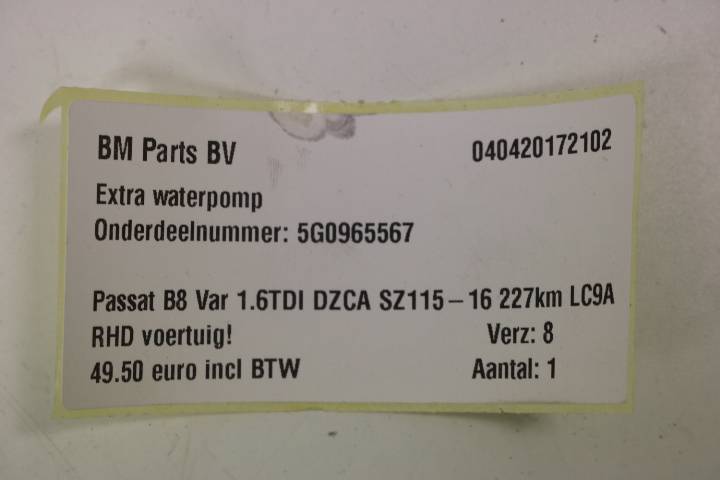 BM Parts BV 040420172102
Extra waterpomp
Onderdeelnummer: 5G0965567
Passat B8 Var 1.6TDI DZCA SZ115 – 16 227km LC9A
RHD voertuig! Verz: 8
49.50 euro incl BTW Aantal: 1